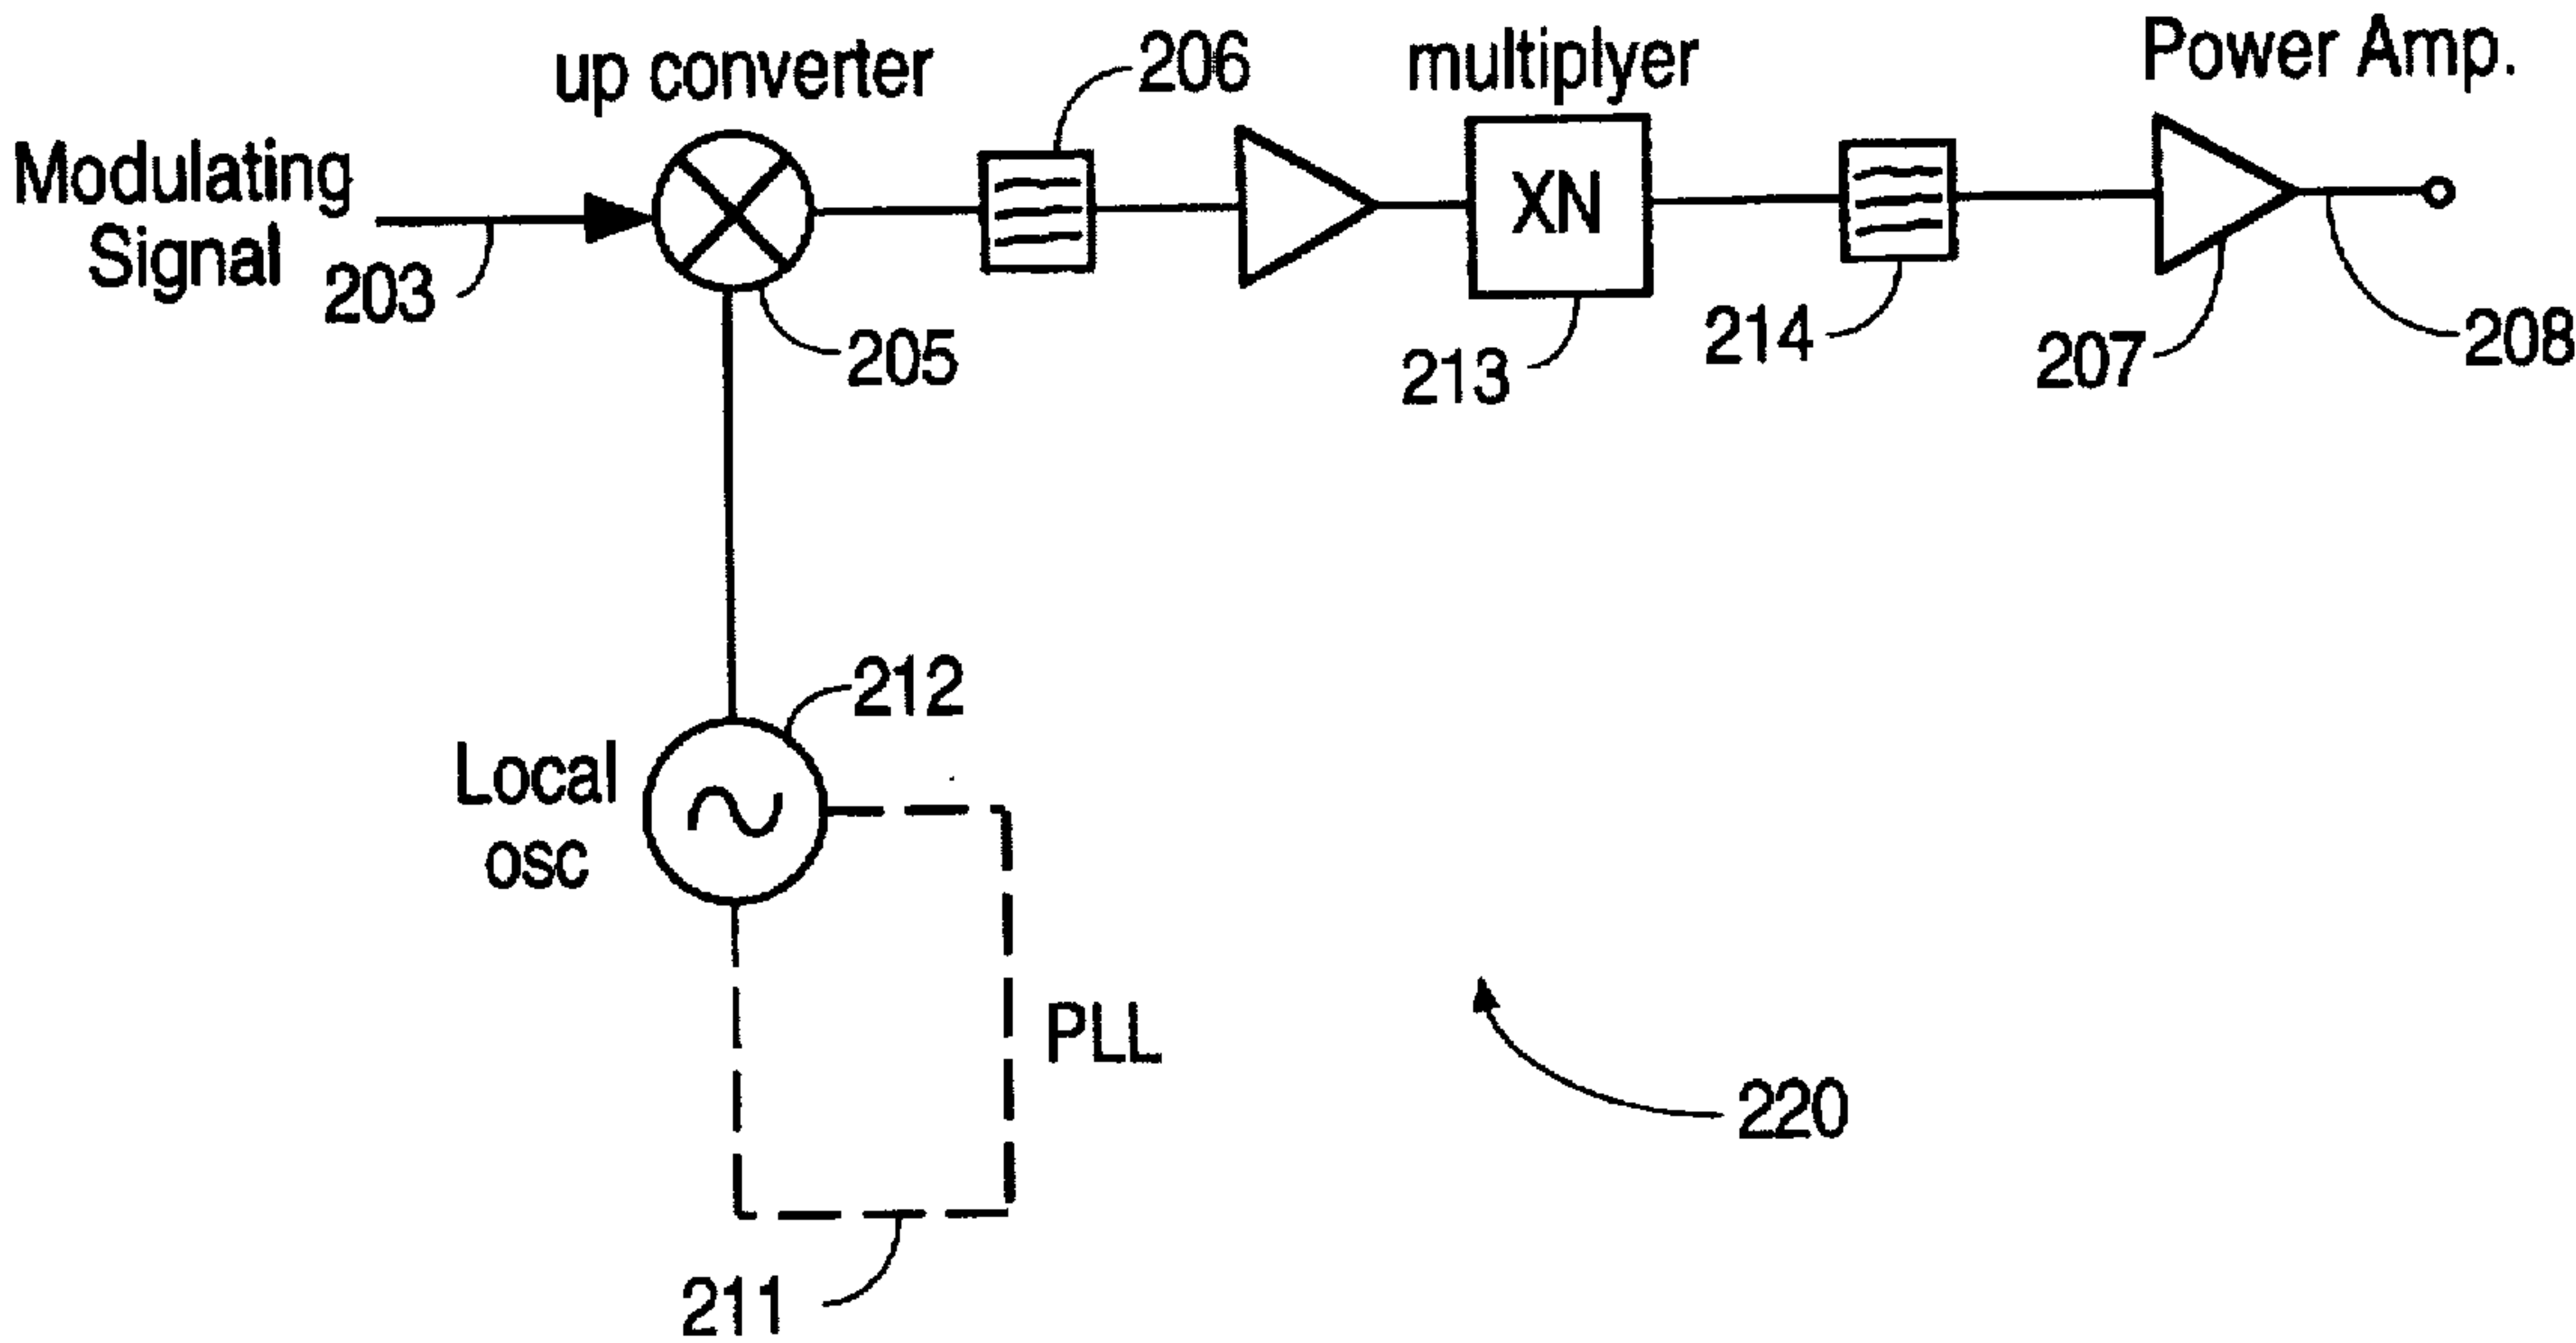 up converter
206
multiplyer
Power Amp.
Modulating
Signal
203
205
XN
213
214
207
208
212
Local
osc
PLL
220
211